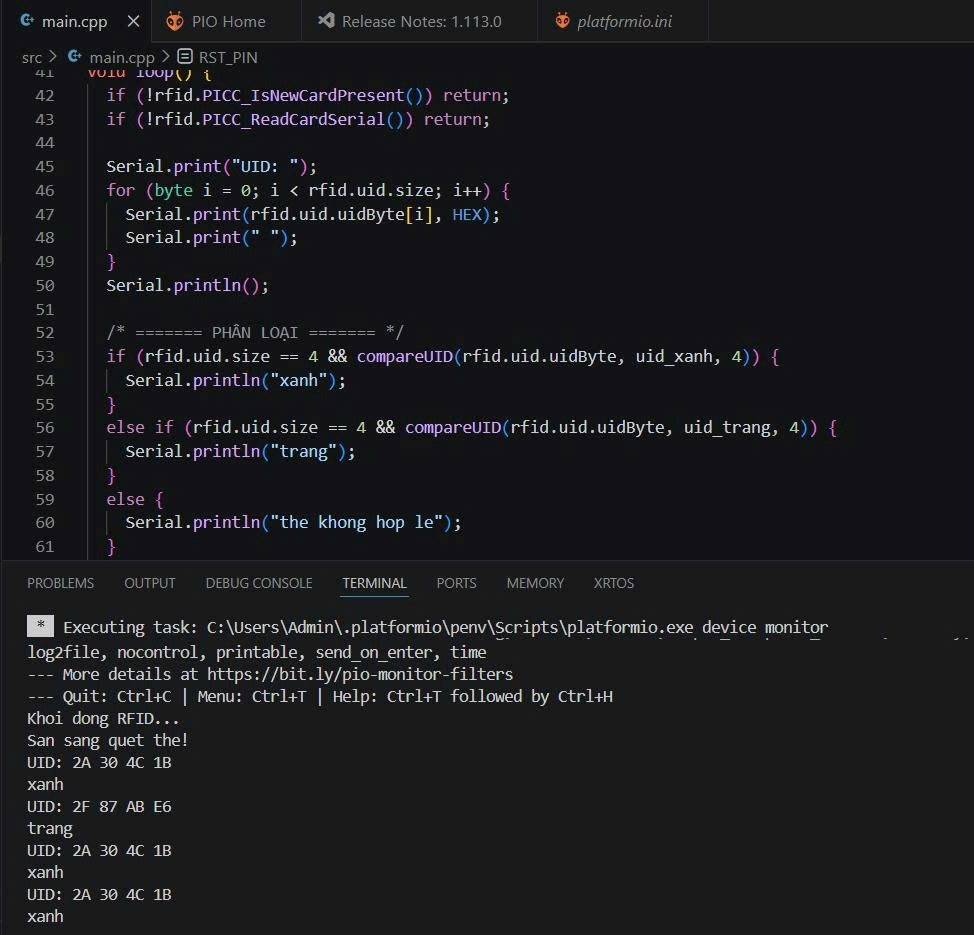 main.cpp
PIO Home
Release Notes: 1.113.0
platformio.ini
src > main.cpp > RST_PIN
41 void loop() {
42 if (!rfid.PICC_IsNewCardPresent()) return;
43 if (!rfid.PICC_ReadCardSerial()) return;
44
45 Serial.print("UID: ");
46 for (byte i = 0; i < rfid.uid.size; i++) {
47 Serial.print(rfid.uid.uidByte[i], HEX);
48 Serial.print(" ");
49 }
50 Serial.println();
51
52 /* ======= PHÂN LOẠI ======= */
53 if (rfid.uid.size == 4 && compareUID(rfid.uid.uidByte, uid_xanh, 4)) {
54 Serial.println("xanh");
55 }
56 else if (rfid.uid.size == 4 && compareUID(rfid.uid.uidByte, uid_trang, 4)) {
57 Serial.println("trang");
58 }
59 else {
60 Serial.println("the khong hop le");
61 }
PROBLEMS OUTPUT DEBUG CONSOLE TERMINAL PORTS MEMORY XRTOS
* Executing task: C:\Users\Admin\.platformio\penv\Scripts\platformio.exe device monitor
log2file, nocontrol, printable, send_on_enter, time
--- More details at https://bit.ly/pio-monitor-filters
--- Quit: Ctrl+C | Menu: Ctrl+T | Help: Ctrl+T followed by Ctrl+H
Khoi dong RFID...
San sang quet the!
UID: 2A 30 4C 1B
xanh
UID: 2F 87 AB E6
trang
UID: 2A 30 4C 1B
xanh
UID: 2A 30 4C 1B
xanh